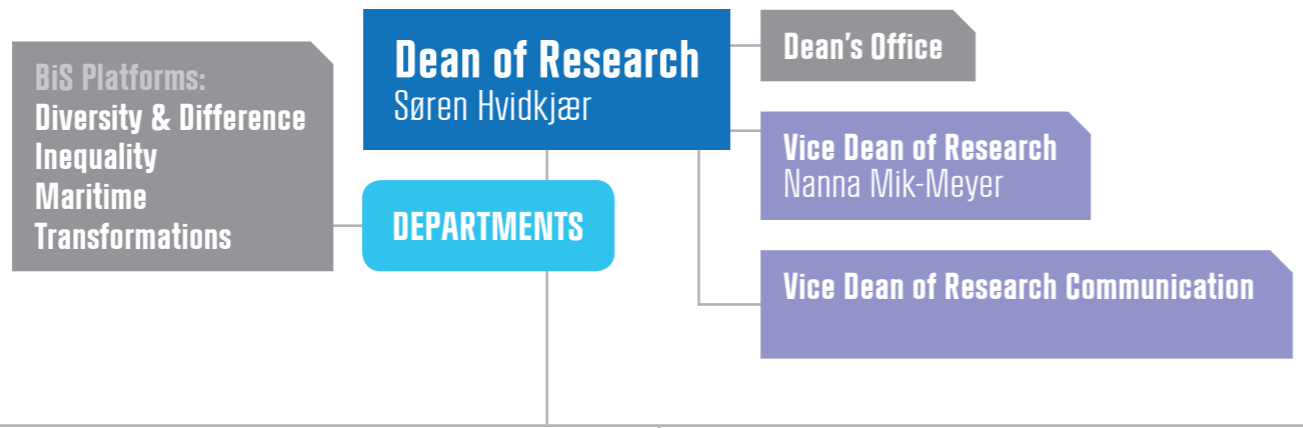 BiS Platforms:
Diversity & Difference
Inequality
Maritime
Transformations
Dean of Research
Søren Hvidkjær
DEPARTMENTS
Dean's Office
Vice Dean of Research
Nanna Mik-Meyer
Vice Dean of Research Communication